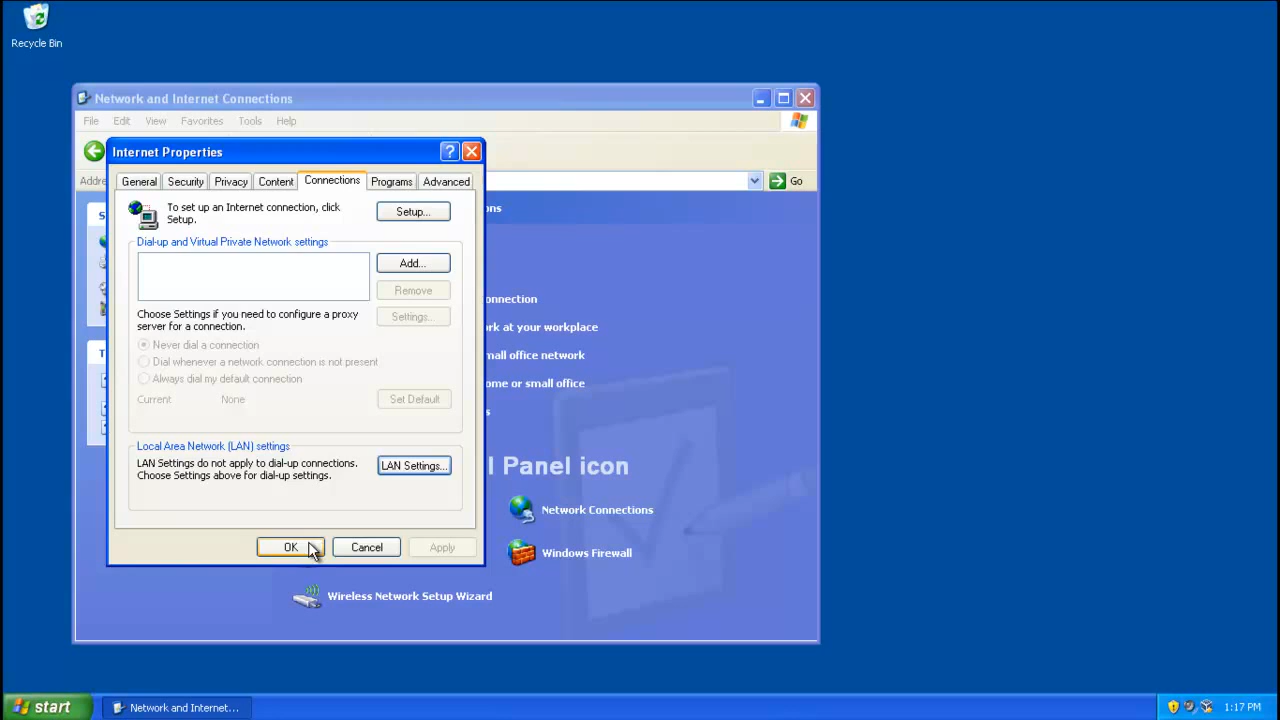 Recycle Bin
Network and Internet Connections
File Edit View Favorites Tools Help
Internet Properties
Addre
Go
General Security Privacy Content Connections Programs Advanced
To set up an Internet connection, click
Setup.
Setup...
ons
Dial-up and Virtual Private Network settings
Add...
Remove
Choose Settings if you need to configure a proxy
server for a connection.
Settings...
Never dial a connection
Dial whenever a network connection is not present
Always dial my default connection
Current None
Set Default
Local Area Network (LAN) settings
LAN Settings do not apply to dial-up connections.
Choose Settings above for dial-up settings.
LAN Settings...
OK Cancel Apply
S
T
onnection
rk at your workplace
mall office network
ome or small office
s
l Panel icon
Network Connections
Windows Firewall
Wireless Network Setup Wizard
start
Network and Internet...
1:17 PM